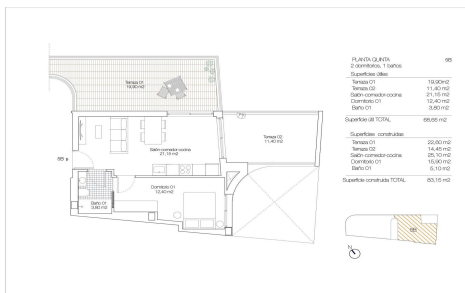 PLANTA QUINTA 5B
2 dormitorios, 1 baños
Superficies útiles
Terraza 01 19,90m2
Terraza 02 11,40 m2
Salón-comedor-cocina 21,15 m2
Dormitorio 01 12,40 m2
Baño 01 3,80 m2
Superficie útil TOTAL 68,65 m2
Superficies construidas
Terraza 01 22,60 m2
Terraza 02 14,45 m2
Salón-comedor-cocina 25,10 m2
Dormitorio 01 15,90 m2
Baño 01 5,10 m2
Superficie construida TOTAL 83,15 m2
Terraza 01
19,90 m2
Terraza 02
11,40 m2
Salón-comedor-cocina
21,15 m2
5B
Dormitorio 01
12,40 m2
Baño 01
3,80 m2
5B
N